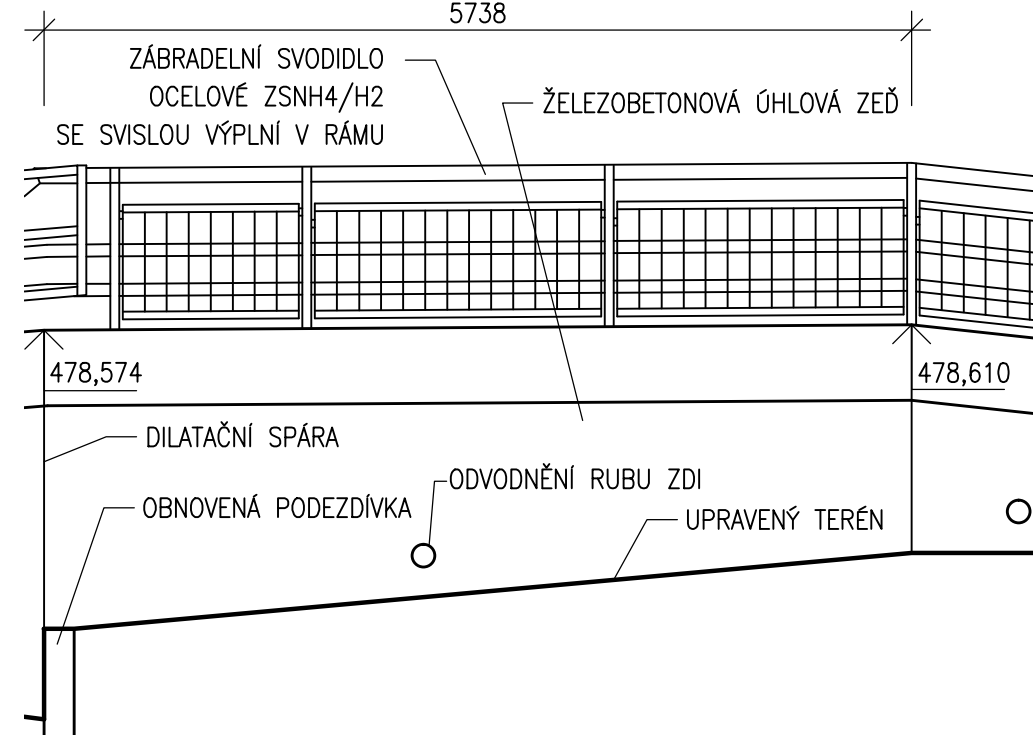 5738
ZÁBRADELNÍ SVODIDLO
OCELOVÉ ZSNH4/H2
SE SVISLOU VÝPLNÍ V RÁMU
ŽELEZOBETONOVÁ ÚHLOVÁ ZEĎ
478,574
478,610
DILATAČNÍ SPÁRA
ODVODNĚNÍ RUBU ZDI
OBNOVENÁ PODEZDÍVKA
UPRAVENÝ TERÉN